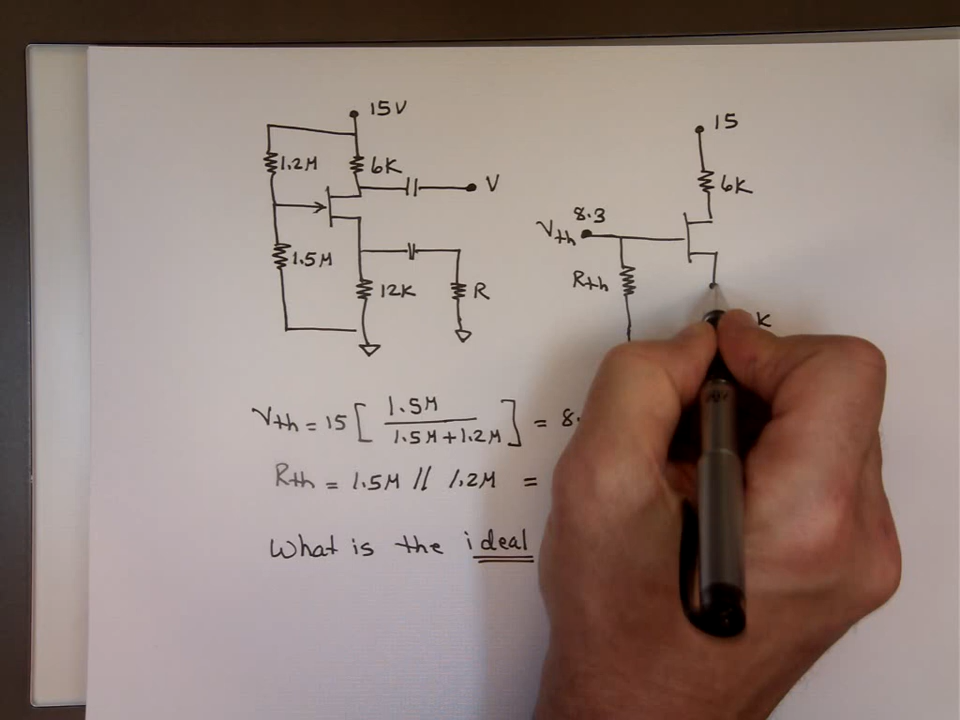 15V
1.2M
6K
V
1.5M
12K
R
15
6K
8.3
Vth
Rth
K
Vth = 15 [ 1.5M / 1.5M + 1.2M ] = 8.
Rth = 1.5M // 1.2M =
What is the ideal